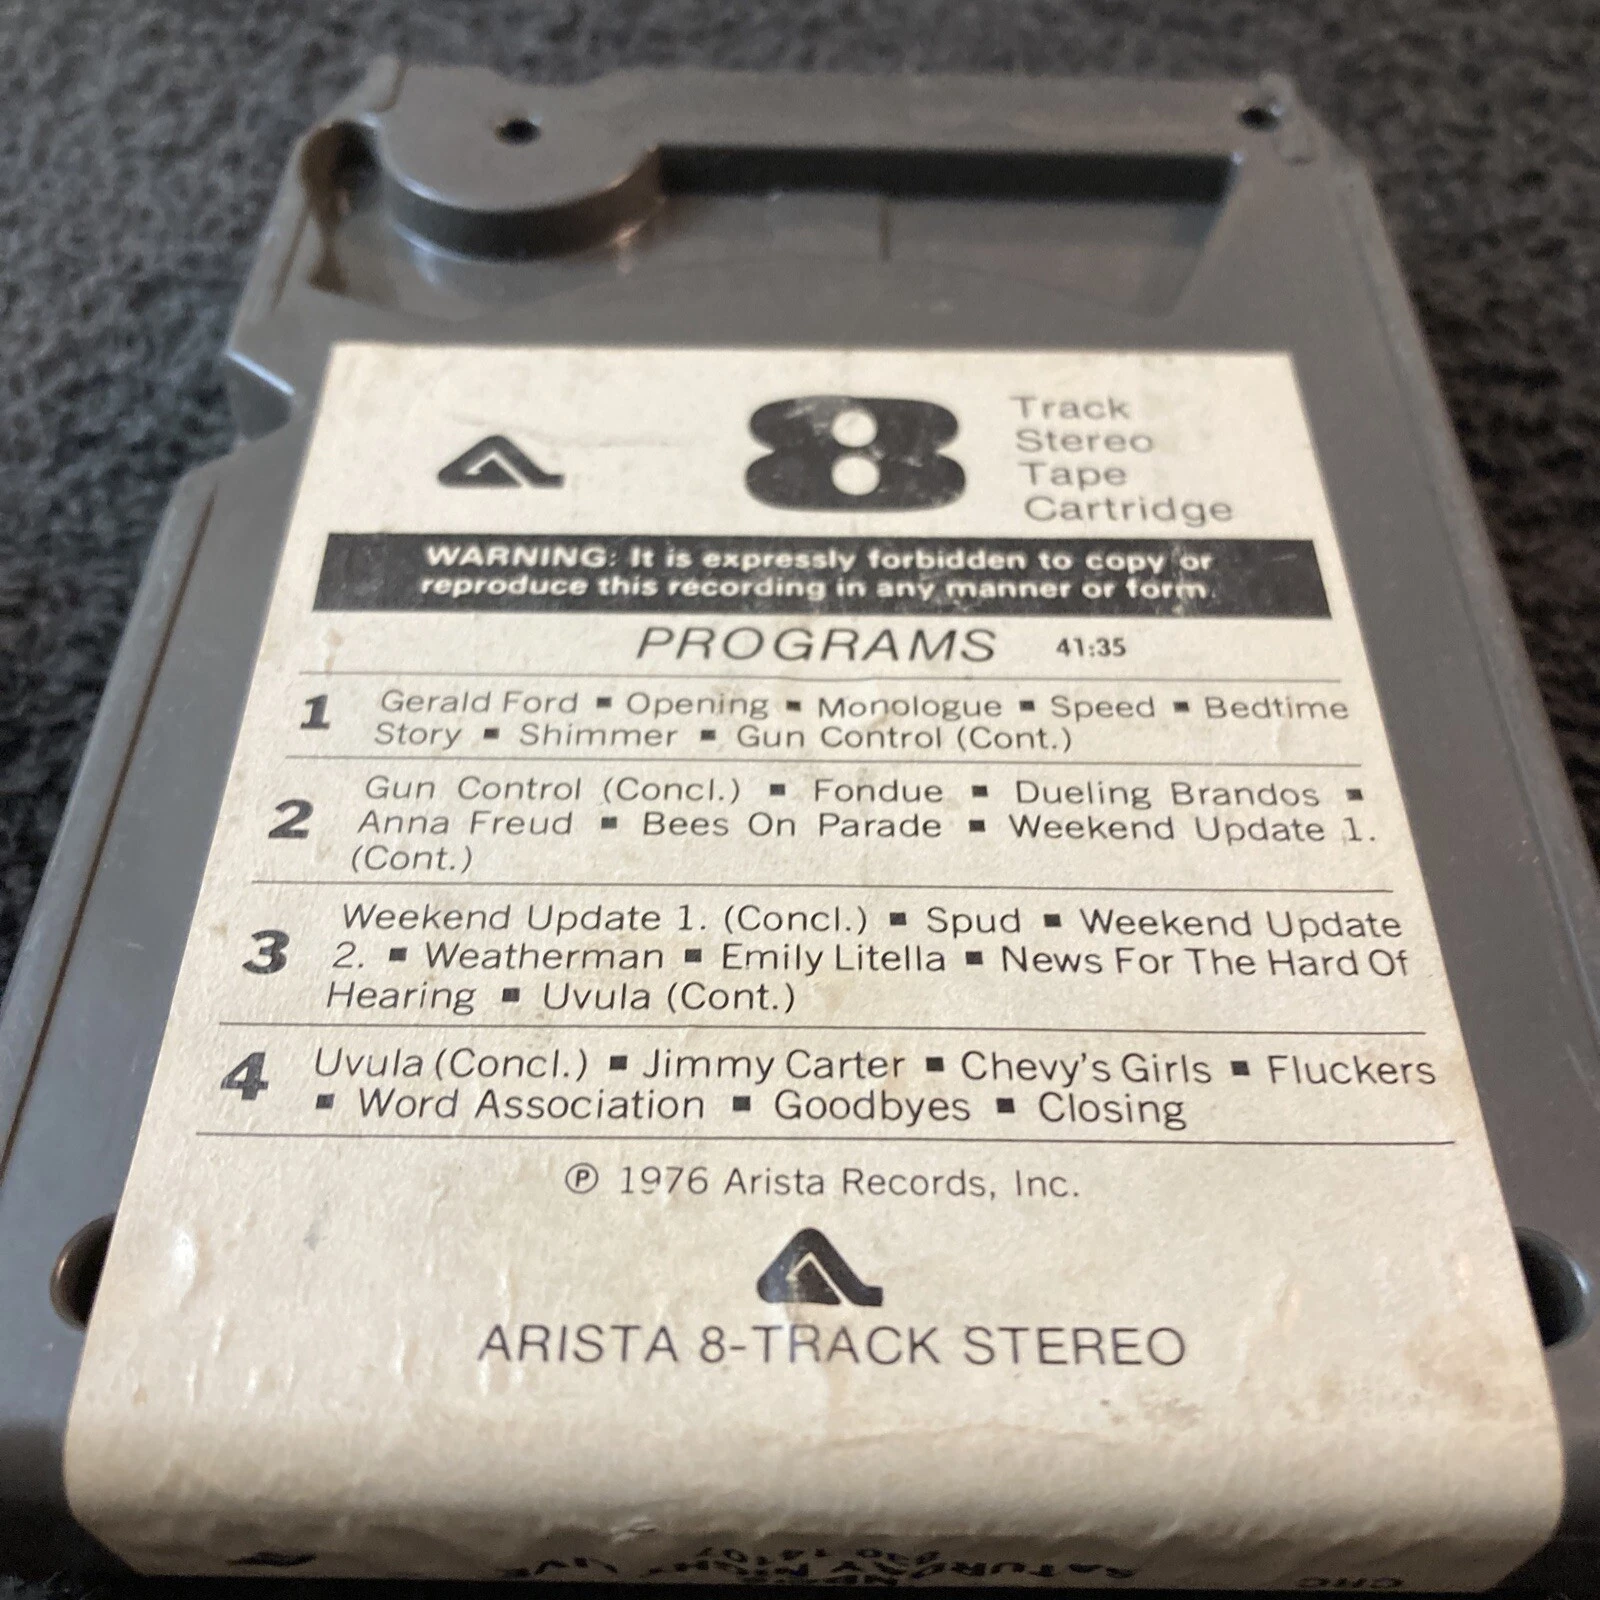 8
Track
Stereo
Tape
Cartridge
WARNING: It is expressly forbidden to copy or
reproduce this recording in any manner or form.
PROGRAMS 41:35
1 Gerald Ford ▪ Opening ▪ Monologue ▪ Speed ▪ Bedtime
Story ▪ Shimmer ▪ Gun Control (Cont.)
2 Gun Control (Concl.) ▪ Fondue ▪ Dueling Brandos ▪
Anna Freud ▪ Bees On Parade ▪ Weekend Update 1.
(Cont.)
3 Weekend Update 1. (Concl.) ▪ Spud ▪ Weekend Update
2. ▪ Weatherman ▪ Emily Litella ▪ News For The Hard Of
Hearing ▪ Uvula (Cont.)
4 Uvula (Concl.) ▪ Jimmy Carter ▪ Chevy's Girls ▪ Fluckers
▪ Word Association ▪ Goodbyes ▪ Closing
℗ 1976 Arista Records, Inc.
ARISTA 8-TRACK STEREO
SATURDAY NIGHT LIVE